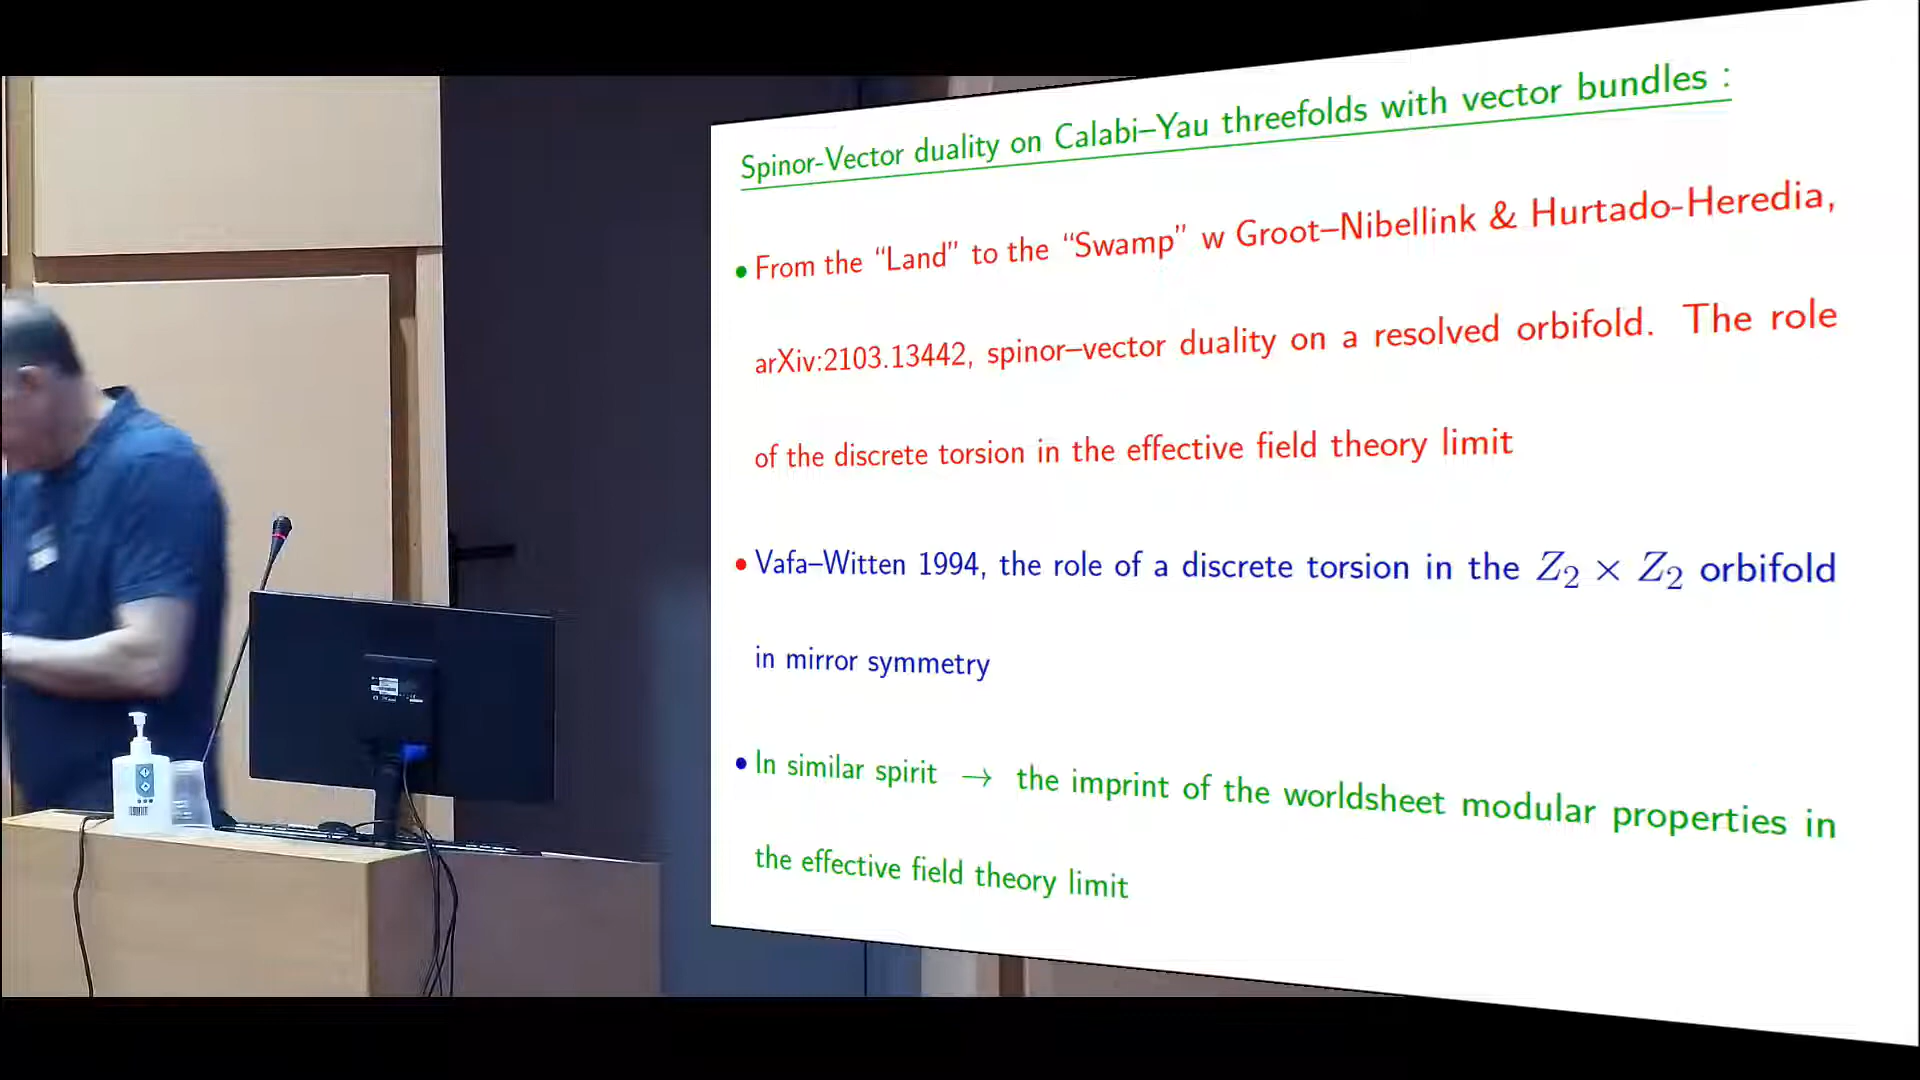 Spinor-Vector duality on Calabi–Yau threefolds with vector bundles :
• From the “Land” to the “Swamp” w Groot–Nibellink & Hurtado-Heredia,
arXiv:2103.13442, spinor–vector duality on a resolved orbifold. The role
of the discrete torsion in the effective field theory limit
• Vafa–Witten 1994, the role of a discrete torsion in the Z₂ × Z₂ orbifold
in mirror symmetry
• In similar spirit → the imprint of the worldsheet modular properties in
the effective field theory limit